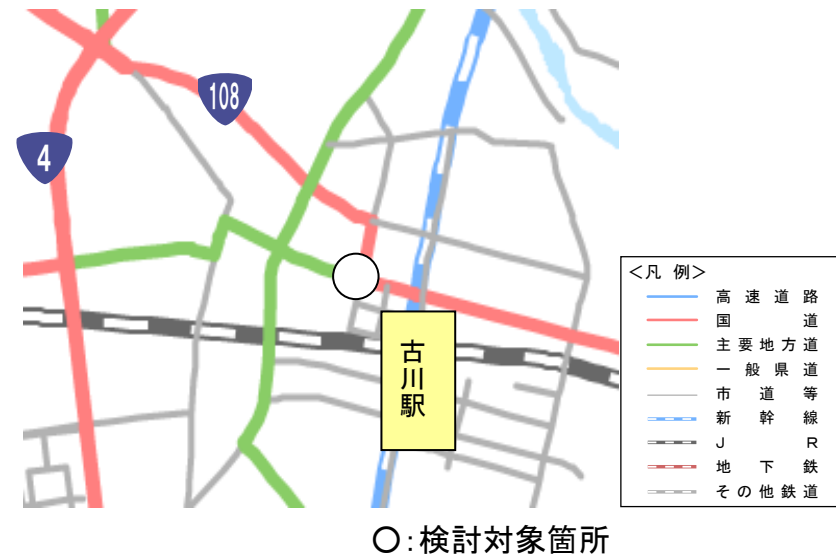 108
4
古川駅
<凡 例>
高速道路
国道
主要地方道
一般県道
市道等
新幹線
JR
地下鉄
その他鉄道
○:検討対象箇所